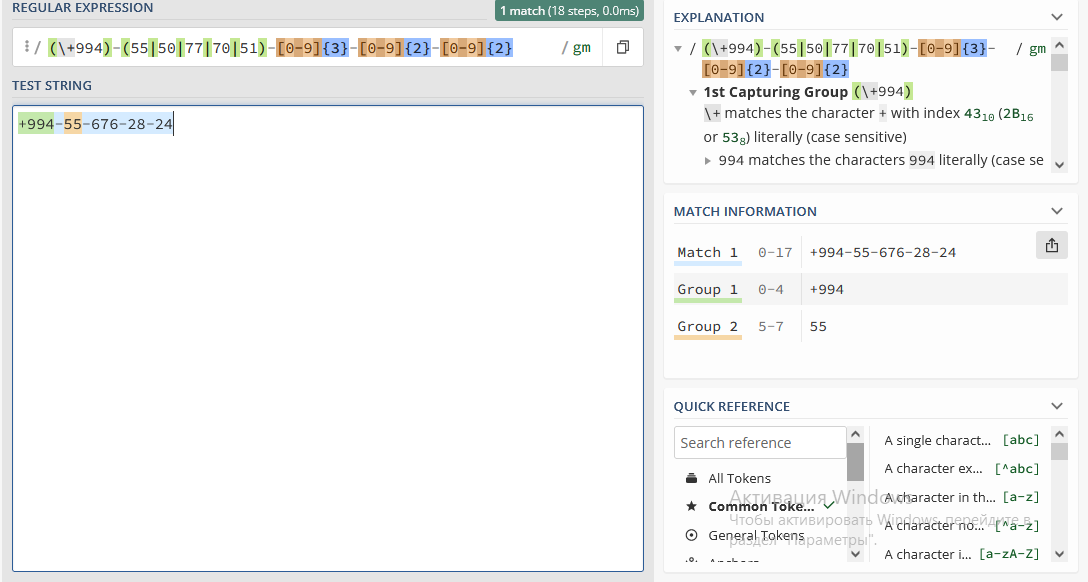 REGULAR EXPRESSION
1 match (18 steps, 0.0ms)
/ (\+994)-(55|50|77|70|51)-[0-9]{3}-[0-9]{2}-[0-9]{2} / gm
TEST STRING
+994-55-676-28-24
EXPLANATION
/ (\+994)-(55|50|77|70|51)-[0-9]{3}- / gm
[0-9]{2}-[0-9]{2}
1st Capturing Group (\+994)
\+ matches the character + with index 43₁₀ (2B₁₆
or 53₈) literally (case sensitive)
994 matches the characters 994 literally (case se
MATCH INFORMATION
Match 1 0-17 +994-55-676-28-24
Group 1 0-4 +994
Group 2 5-7 55
QUICK REFERENCE
Search reference
All Tokens
Common Toke...
General Tokens
Anchors
A single charact... [abc]
A character ex... [^abc]
A character in th... [a-z]
A character no... [^a-z]
A character i... [a-zA-Z]
Активация Windows
Чтобы активировать Windows, перейдите в
раздел "Параметры".